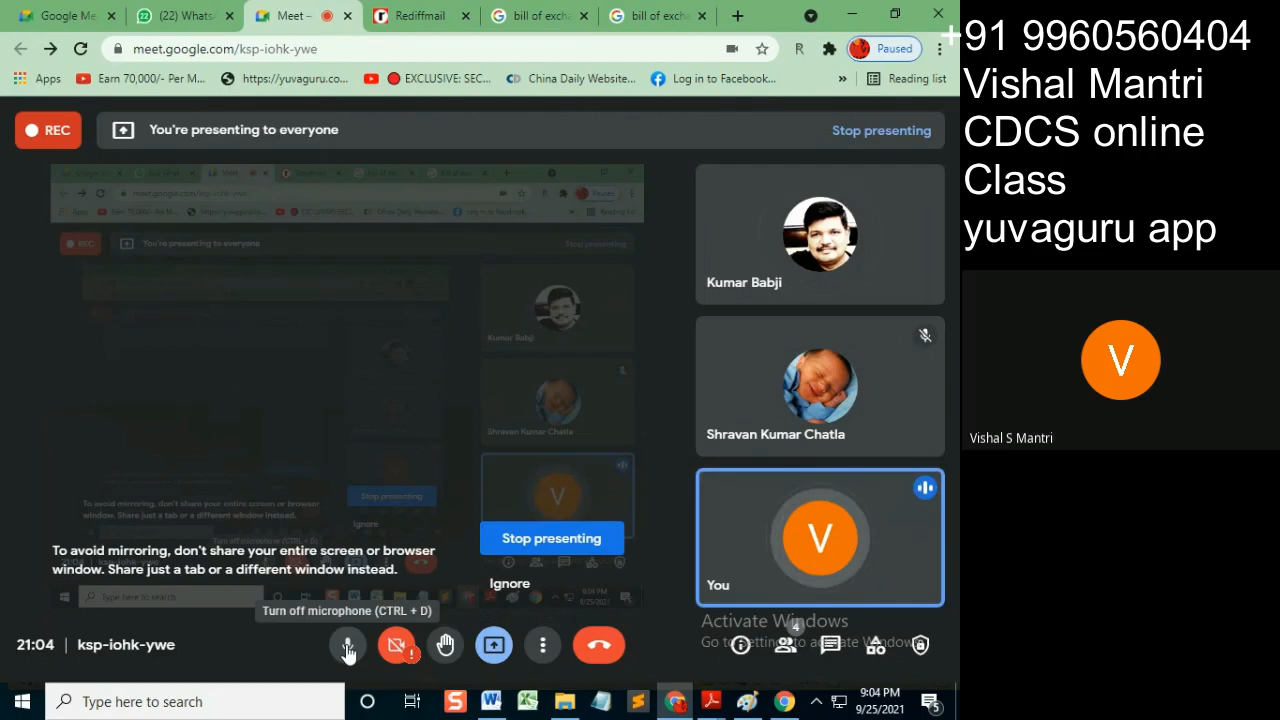 Google Me
(22) Whats
Meet –
Rediffmail
bill of excha
bill of excha
meet.google.com/ksp-iohk-ywe
R
Paused
Apps
Earn 70,000/- Per M...
https://yuvaguru.co...
EXCLUSIVE: SEC...
China Daily Website...
Log in to Facebook...
»
Reading list
REC
You're presenting to everyone
Stop presenting
Kumar Babji
Shravan Kumar Chatla
V
You
To avoid mirroring, don't share your entire screen or browser
window. Share just a tab or a different window instead.
Stop presenting
Ignore
Turn off microphone (CTRL + D)
21:04 | ksp-iohk-ywe
Activate Windows
4
Type here to search
9:04 PM
9/25/2021
5
+91 9960560404
Vishal Mantri
CDCS online
Class
yuvaguru app
V
Vishal S Mantri